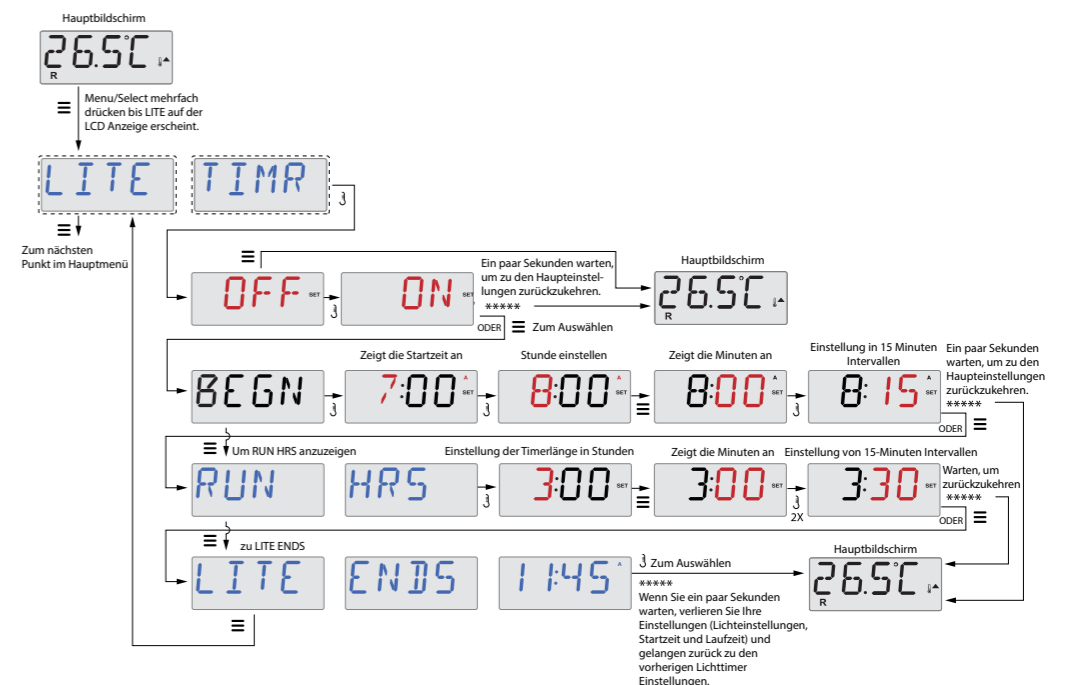 Hauptbildschirm
26.5°C
R
Menu/Select mehrfach
drücken bis LITE auf der
LCD Anzeige erscheint.
LITE TIMR
Zum nächsten
Punkt im Hauptmenü
OFF SET
ON SET
Ein paar Sekunden warten,
um zu den Haupteinstel-
lungen zurückzukehren.
*****
ODER
Zum Auswählen
Hauptbildschirm
26.5°C
R
BEGN
Zeigt die Startzeit an
7:00 A SET
Stunde einstellen
8:00 A SET
Zeigt die Minuten an
8:00 A SET
Einstellung in 15 Minuten
Intervallen
8:15 A SET
Ein paar Sekunden
warten, um zu den
Haupteinstellungen
zurückzukehren.
*****
ODER
Um RUN HRS anzuzeigen
RUN HRS
Einstellung der Timerlänge in Stunden
3:00 SET
Zeigt die Minuten an
3:00 SET
2X
Einstellung von 15-Minuten Intervallen
3:30 SET
Warten, um
zurückzukehren
*****
ODER
zu LITE ENDS
LITE ENDS 11:45 A
Zum Auswählen
*****
Wenn Sie ein paar Sekunden
warten, verlieren Sie Ihre
Einstellungen (Lichteinstellungen,
Startzeit und Laufzeit) und
gelangen zurück zu den
vorherigen Lichttimer
Einstellungen.
Hauptbildschirm
26.5°C
R